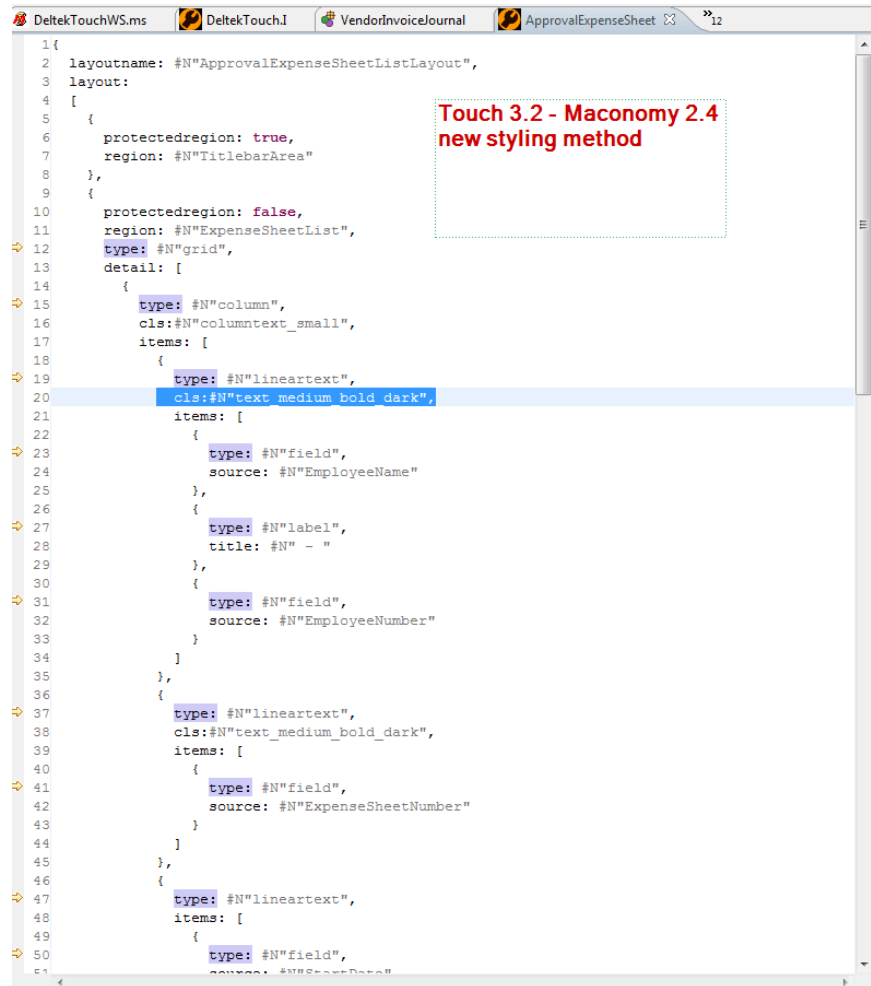 DeltekTouchWS.ms DeltekTouch.I VendorInvoiceJournal ApprovalExpenseSheet »12
1 {
2 layoutname: #N"ApprovalExpenseSheetListLayout",
3 layout:
4 [
5 {
6 protectedregion: true,
7 region: #N"TitlebarArea"
8 },
9 {
10 protectedregion: false,
11 region: #N"ExpenseSheetList",
12 type: #N"grid",
13 detail: [
14 {
15 type: #N"column",
16 cls:#N"columntext_small",
17 items: [
18 {
19 type: #N"lineartext",
20 cls:#N"text_medium_bold_dark",
21 items: [
22 {
23 type: #N"field",
24 source: #N"EmployeeName"
25 },
26 {
27 type: #N"label",
28 title: #N" - "
29 },
30 {
31 type: #N"field",
32 source: #N"EmployeeNumber"
33 }
34 ]
35 },
36 {
37 type: #N"lineartext",
38 cls:#N"text_medium_bold_dark",
39 items: [
40 {
41 type: #N"field",
42 source: #N"ExpenseSheetNumber"
43 }
44 ]
45 },
46 {
47 type: #N"lineartext",
48 items: [
49 {
50 type: #N"field",
51 source: #N"StartDate"
Touch 3.2 - Maconomy 2.4
new styling method